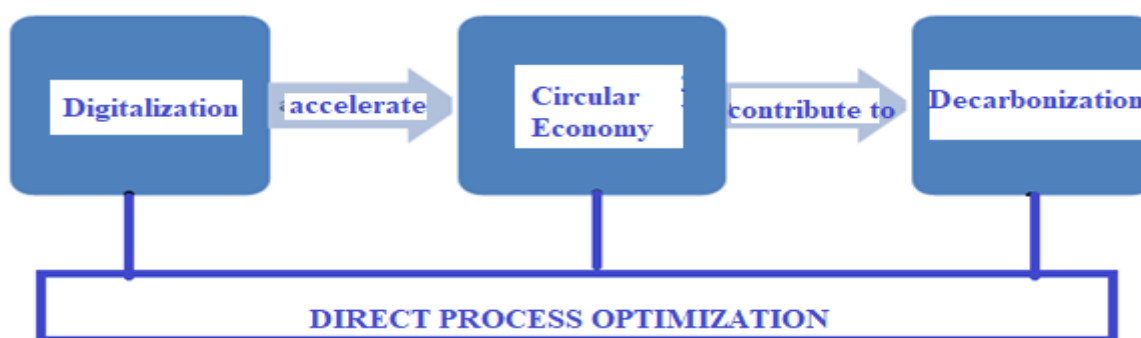 Digitalization
accelerate
Circular
Economy
contribute to
Decarbonization
DIRECT PROCESS OPTIMIZATION